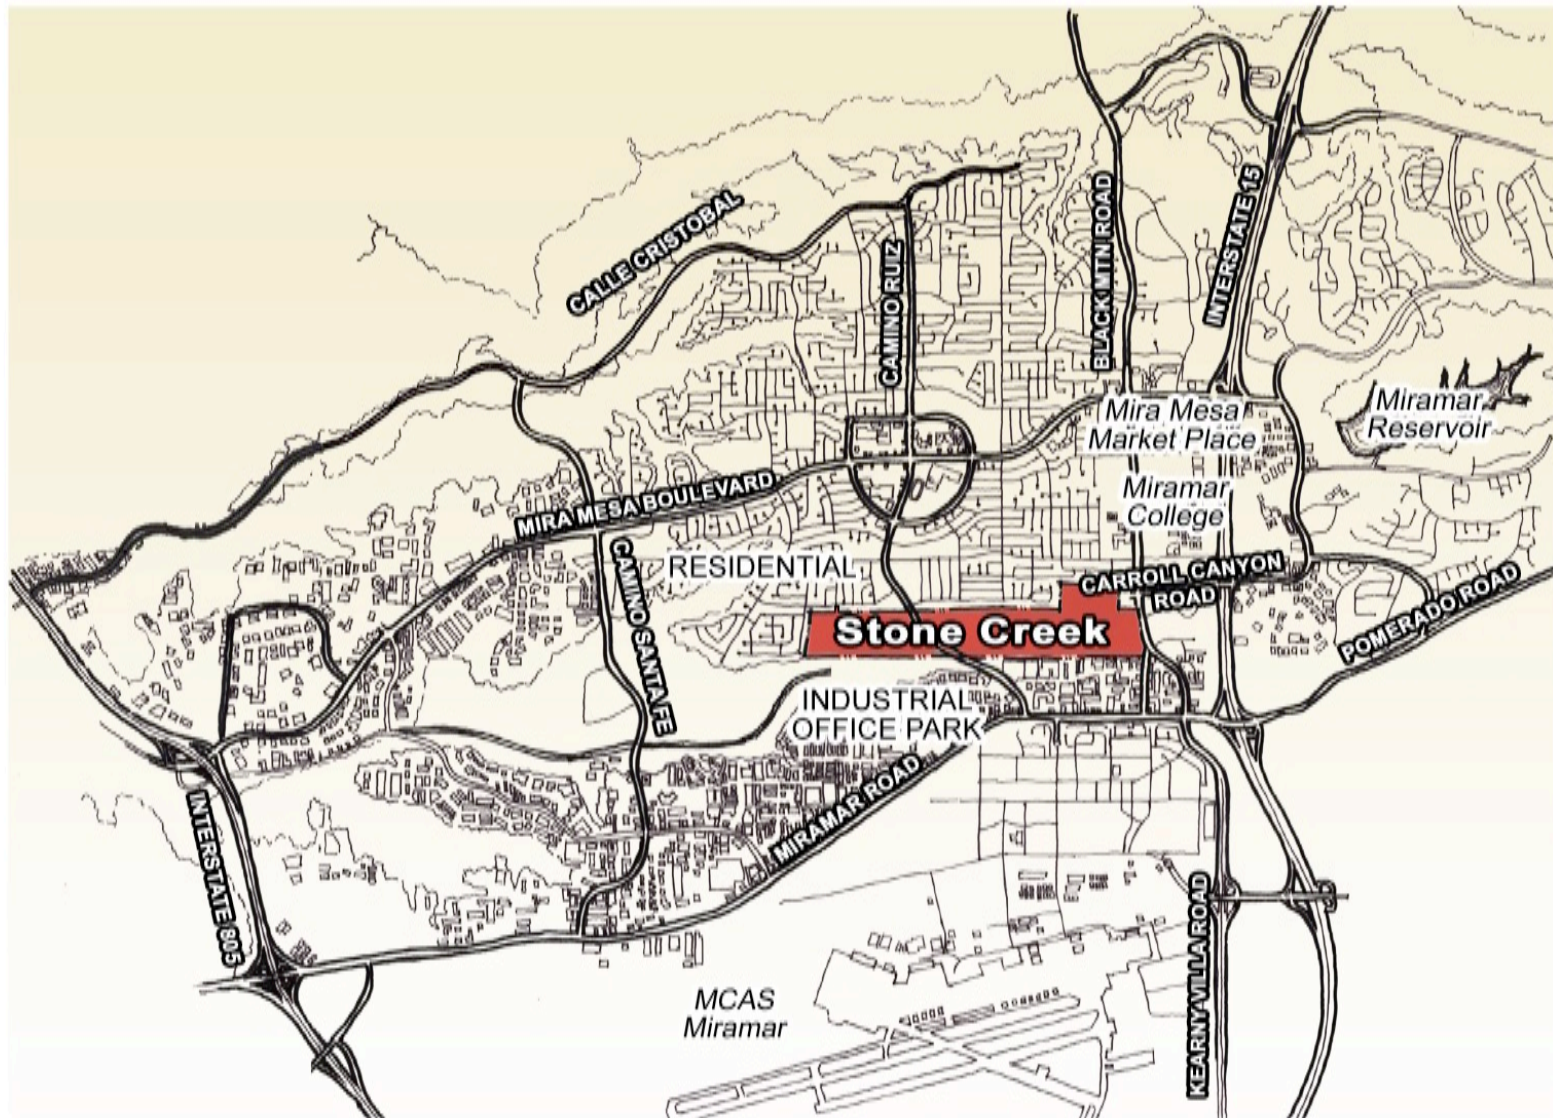 CALLE CRISTOBAL
CAMINO RUIZ
BLACK MTN ROAD
INTERSTATE 15
Mira Mesa
Market Place
Miramar
Reservoir
MIRA MESA BOULEVARD
Miramar
College
RESIDENTIAL
CAMINO SANTA FE
CARROLL CANYON
ROAD
POMERADO ROAD
Stone Creek
INDUSTRIAL
OFFICE PARK
MIRAMAR ROAD
INTERSTATE 805
KEARNY VILLA ROAD
MCAS
Miramar